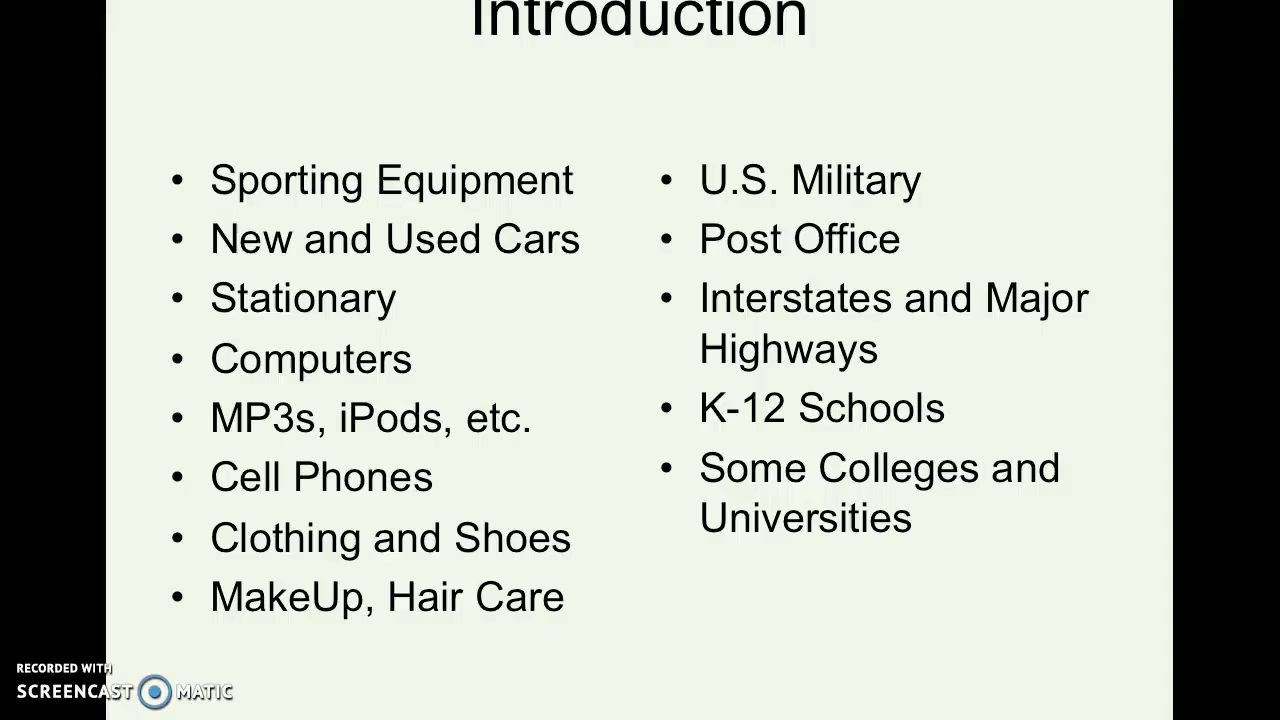 Introduction
• Sporting Equipment
• New and Used Cars
• Stationary
• Computers
• MP3s, iPods, etc.
• Cell Phones
• Clothing and Shoes
• MakeUp, Hair Care
• U.S. Military
• Post Office
• Interstates and Major
Highways
• K-12 Schools
• Some Colleges and
Universities
RECORDED WITH
SCREENCAST MATIC